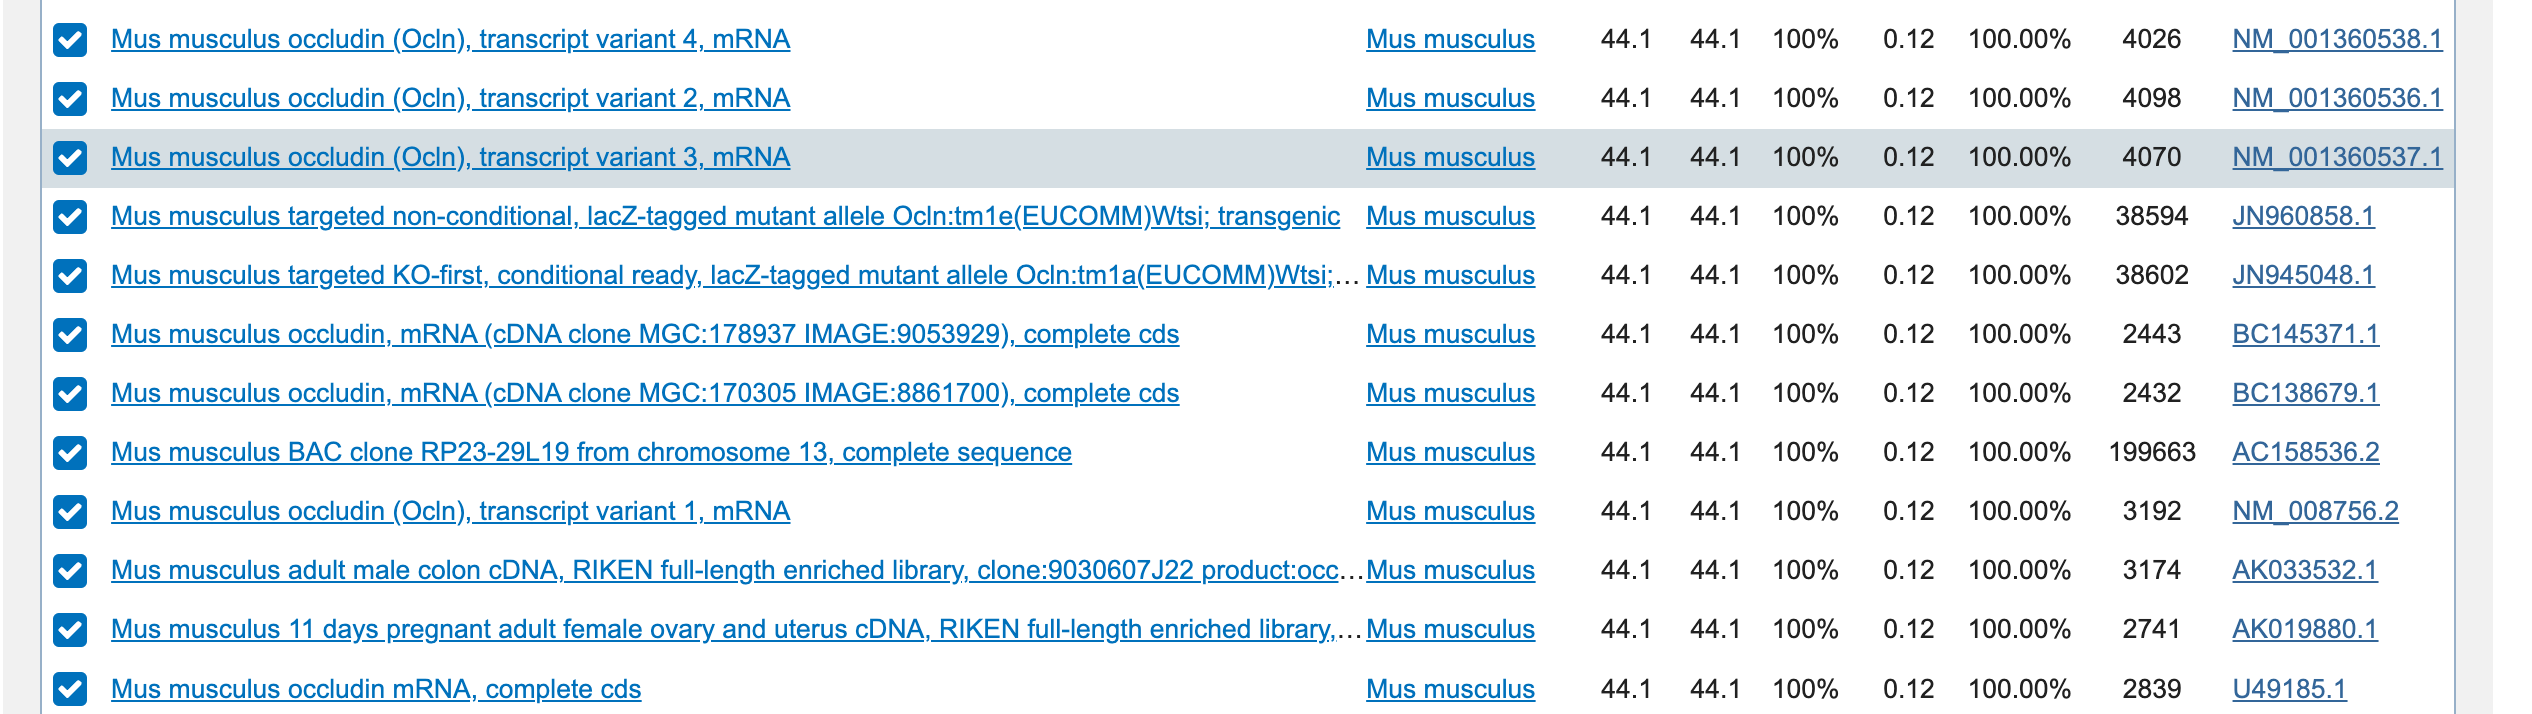 Mus musculus occludin (Ocln), transcript variant 4, mRNA Mus musculus 44.1 44.1 100% 0.12 100.00% 4026 NM_001360538.1
Mus musculus occludin (Ocln), transcript variant 2, mRNA Mus musculus 44.1 44.1 100% 0.12 100.00% 4098 NM_001360536.1
Mus musculus occludin (Ocln), transcript variant 3, mRNA Mus musculus 44.1 44.1 100% 0.12 100.00% 4070 NM_001360537.1
Mus musculus targeted non-conditional, lacZ-tagged mutant allele Ocln:tm1e(EUCOMM)Wtsi; transgenic Mus musculus 44.1 44.1 100% 0.12 100.00% 38594 JN960858.1
Mus musculus targeted KO-first, conditional ready, lacZ-tagged mutant allele Ocln:tm1a(EUCOMM)Wtsi;... Mus musculus 44.1 44.1 100% 0.12 100.00% 38602 JN945048.1
Mus musculus occludin, mRNA (cDNA clone MGC:178937 IMAGE:9053929), complete cds Mus musculus 44.1 44.1 100% 0.12 100.00% 2443 BC145371.1
Mus musculus occludin, mRNA (cDNA clone MGC:170305 IMAGE:8861700), complete cds Mus musculus 44.1 44.1 100% 0.12 100.00% 2432 BC138679.1
Mus musculus BAC clone RP23-29L19 from chromosome 13, complete sequence Mus musculus 44.1 44.1 100% 0.12 100.00% 199663 AC158536.2
Mus musculus occludin (Ocln), transcript variant 1, mRNA Mus musculus 44.1 44.1 100% 0.12 100.00% 3192 NM_008756.2
Mus musculus adult male colon cDNA, RIKEN full-length enriched library, clone:9030607J22 product:occ... Mus musculus 44.1 44.1 100% 0.12 100.00% 3174 AK033532.1
Mus musculus 11 days pregnant adult female ovary and uterus cDNA, RIKEN full-length enriched library,... Mus musculus 44.1 44.1 100% 0.12 100.00% 2741 AK019880.1
Mus musculus occludin mRNA, complete cds Mus musculus 44.1 44.1 100% 0.12 100.00% 2839 U49185.1